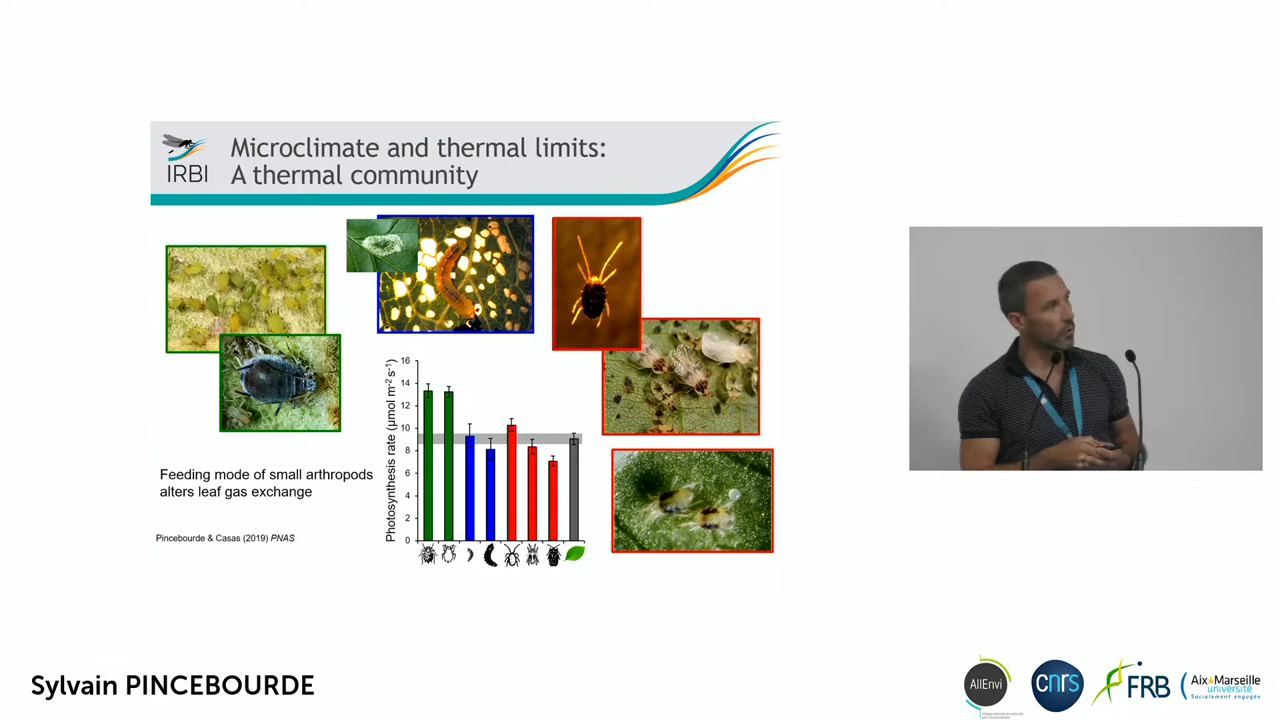 IRBI
Microclimate and thermal limits:
A thermal community
Photosynthesis rate (µmol m⁻² s⁻¹)
16
14
12
10
8
6
4
2
0
Feeding mode of small arthropods
alters leaf gas exchange
Pincebourde & Casas (2019) PNAS
Sylvain PINCEBOURDE
AllEnvi
cnrs
FRB
Aix Marseille
université
Socialement engagée